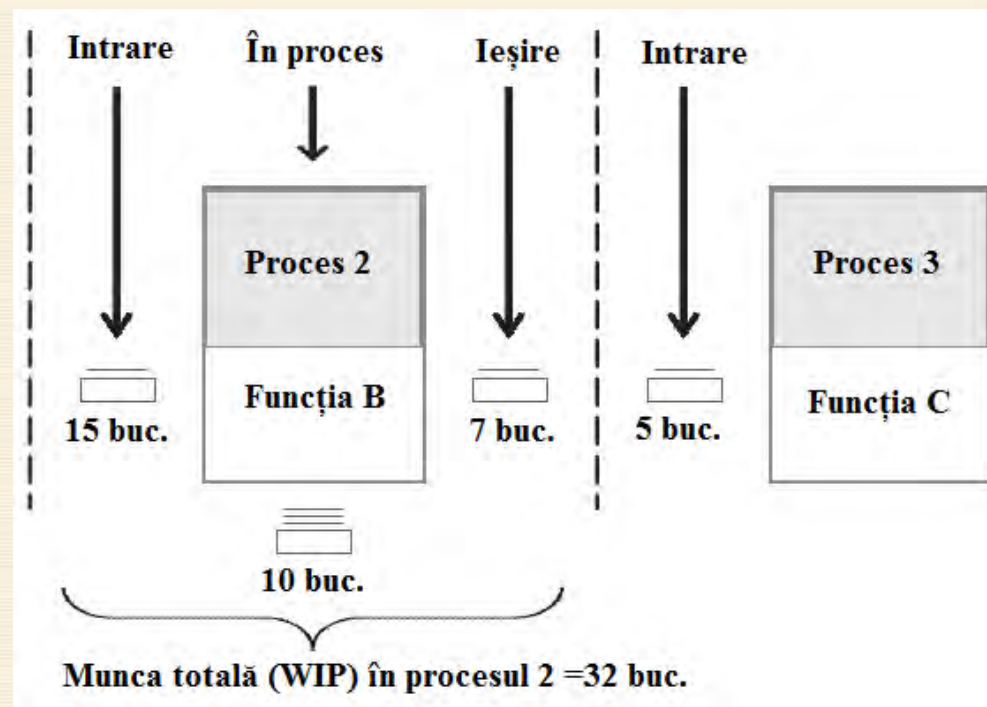 Intrare
În proces
Ieșire
Intrare
Proces 2
Proces 3
Funcția B
Funcția C
15 buc.
7 buc.
5 buc.
10 buc.
Munca totală (WIP) în procesul 2 =32 buc.